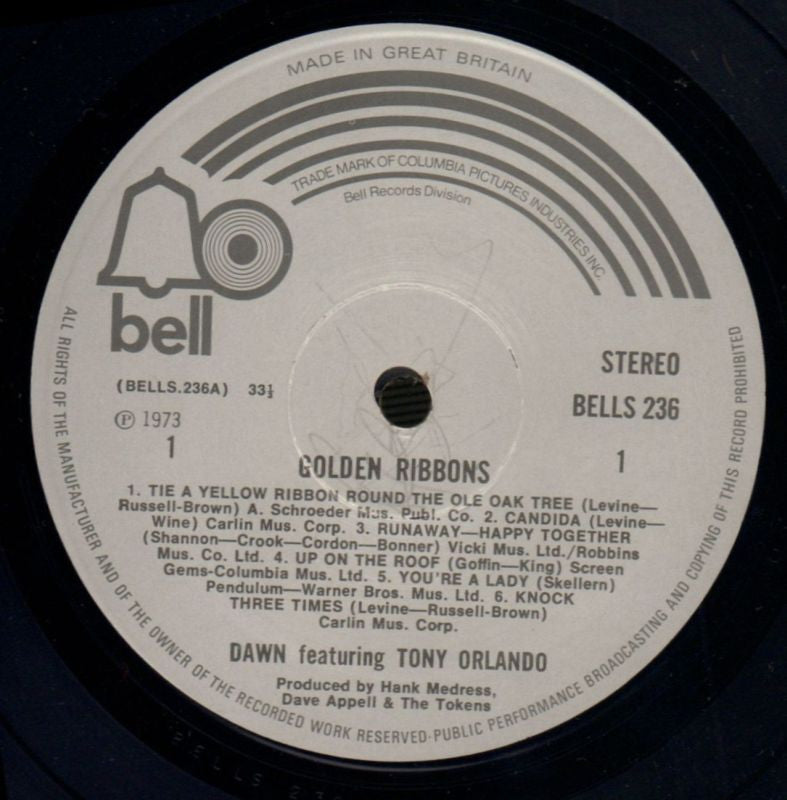 MADE IN GREAT BRITAIN
TRADE MARK OF COLUMBIA PICTURES INDUSTRIES INC.
Bell Records Division
bell
STEREO
(BELLS.236A) 33⅓
BELLS 236
Ⓟ 1973
1
1
GOLDEN RIBBONS
1. TIE A YELLOW RIBBON ROUND THE OLE OAK TREE (Levine—
Russell-Brown) A. Schroeder Mus. Publ. Co. 2. CANDIDA (Levine—
Wine) Carlin Mus. Corp. 3. RUNAWAY—HAPPY TOGETHER
(Shannon—Crook—Cordon—Bonner) Vicki Mus. Ltd./Robbins
Mus. Co. Ltd. 4. UP ON THE ROOF (Goffin—King) Screen
Gems-Columbia Mus. Ltd. 5. YOU'RE A LADY (Skellern)
Pendulum—Warner Bros. Mus. Ltd. 6. KNOCK
THREE TIMES (Levine—Russell-Brown)
Carlin Mus. Corp.
DAWN featuring TONY ORLANDO
Produced by Hank Medress,
Dave Appell & The Tokens
ALL RIGHTS OF THE MANUFACTURER AND OF THE OWNER OF THE RECORDED WORK RESERVED·PUBLIC PERFORMANCE BROADCASTING AND COPYING OF THIS RECORD PROHIBITED
BELLS 236